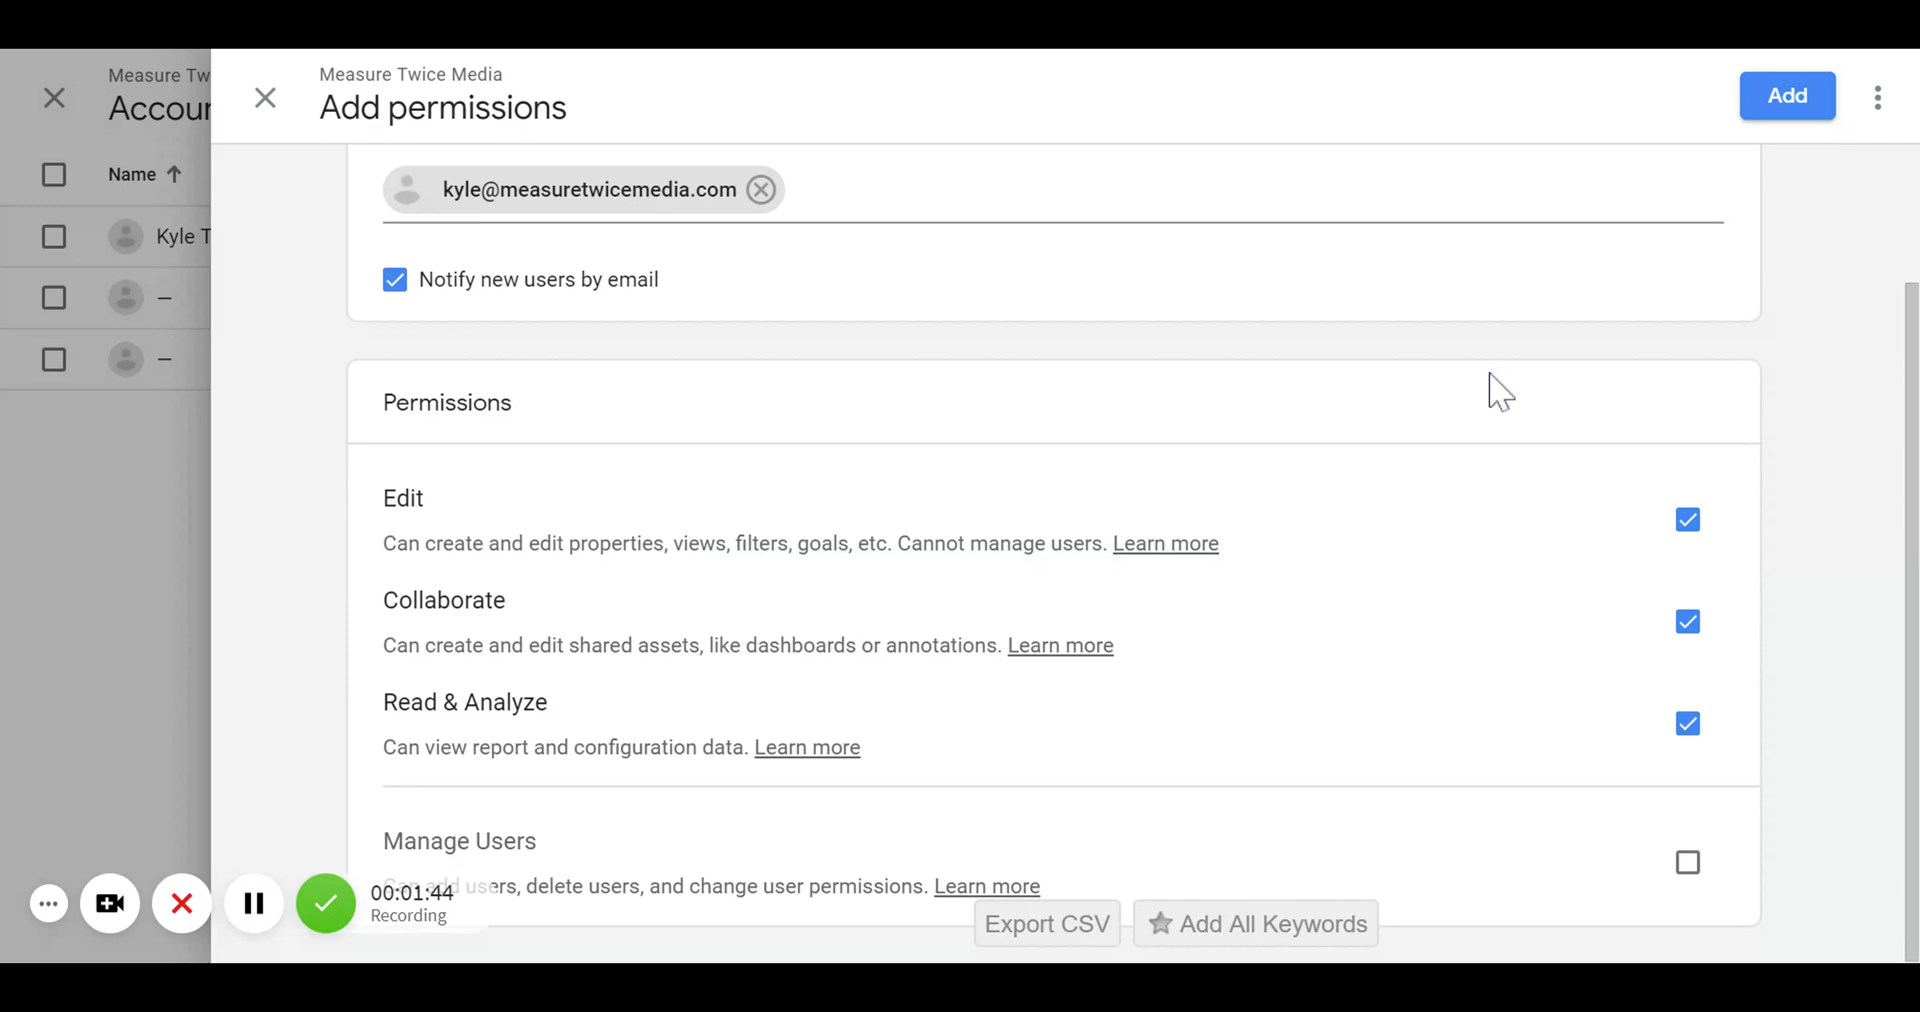 Measure Tw
Accour
Name
Kyle T
–
–
Measure Twice Media
Add permissions
Add
kyle@measuretwicemedia.com
Notify new users by email
Permissions
Edit
Can create and edit properties, views, filters, goals, etc. Cannot manage users. Learn more
Collaborate
Can create and edit shared assets, like dashboards or annotations. Learn more
Read & Analyze
Can view report and configuration data. Learn more
Manage Users
Can add users, delete users, and change user permissions. Learn more
00:01:44
Recording
Export CSV
Add All Keywords